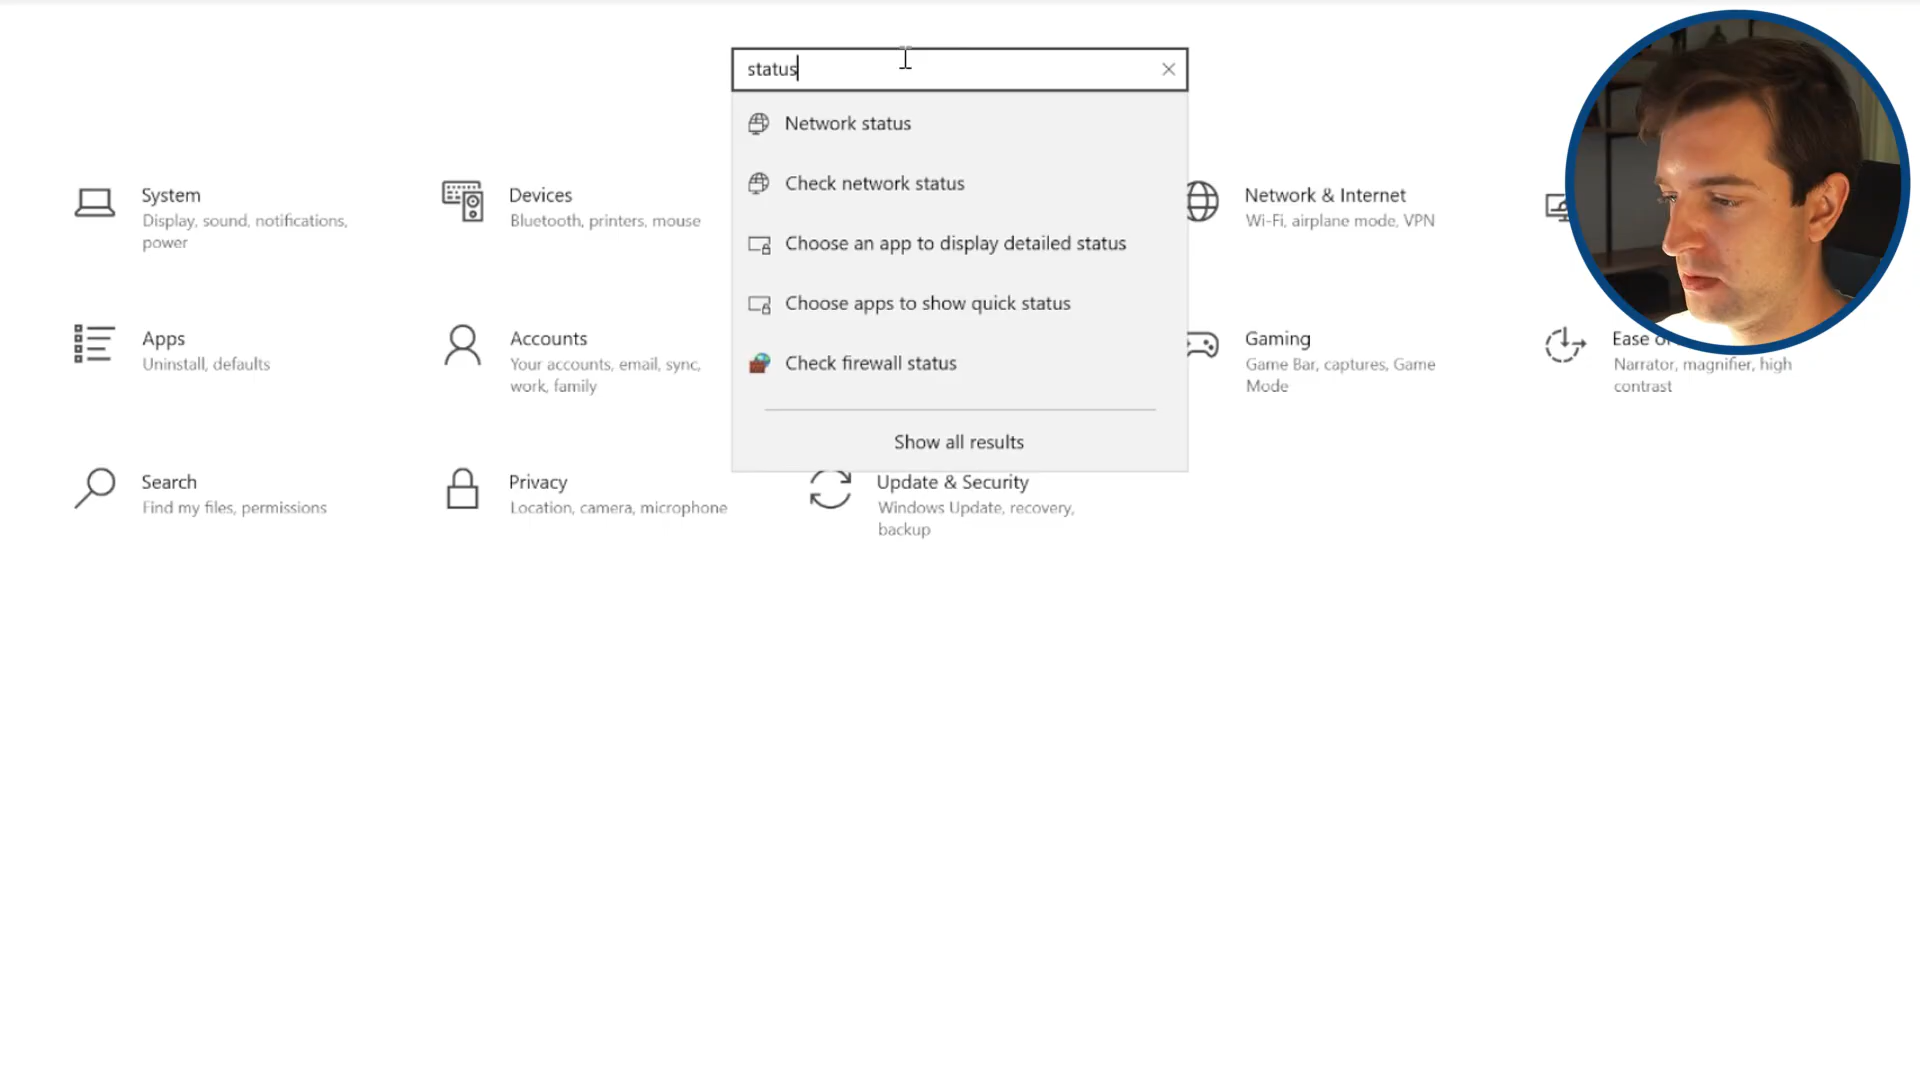 status
Network status
Check network status
Choose an app to display detailed status
Choose apps to show quick status
Check firewall status
Show all results
System
Display, sound, notifications,
power
Devices
Bluetooth, printers, mouse
Network & Internet
Wi-Fi, airplane mode, VPN
Apps
Uninstall, defaults
Accounts
Your accounts, email, sync,
work, family
Gaming
Game Bar, captures, Game
Mode
Ease
Narrator, magnifier, high
contrast
Search
Find my files, permissions
Privacy
Location, camera, microphone
Update & Security
Windows Update, recovery,
backup